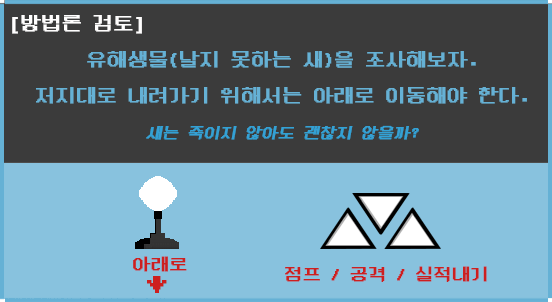 [방법론 검토]
유해생물(날지 못하는 새)을 조사해보자.
저지대로 내려가기 위해서는 아래로 이동해야 한다.
새는 죽이지 않아도 괜찮지 않을까?
아래로
점프 / 공격 / 실적내기